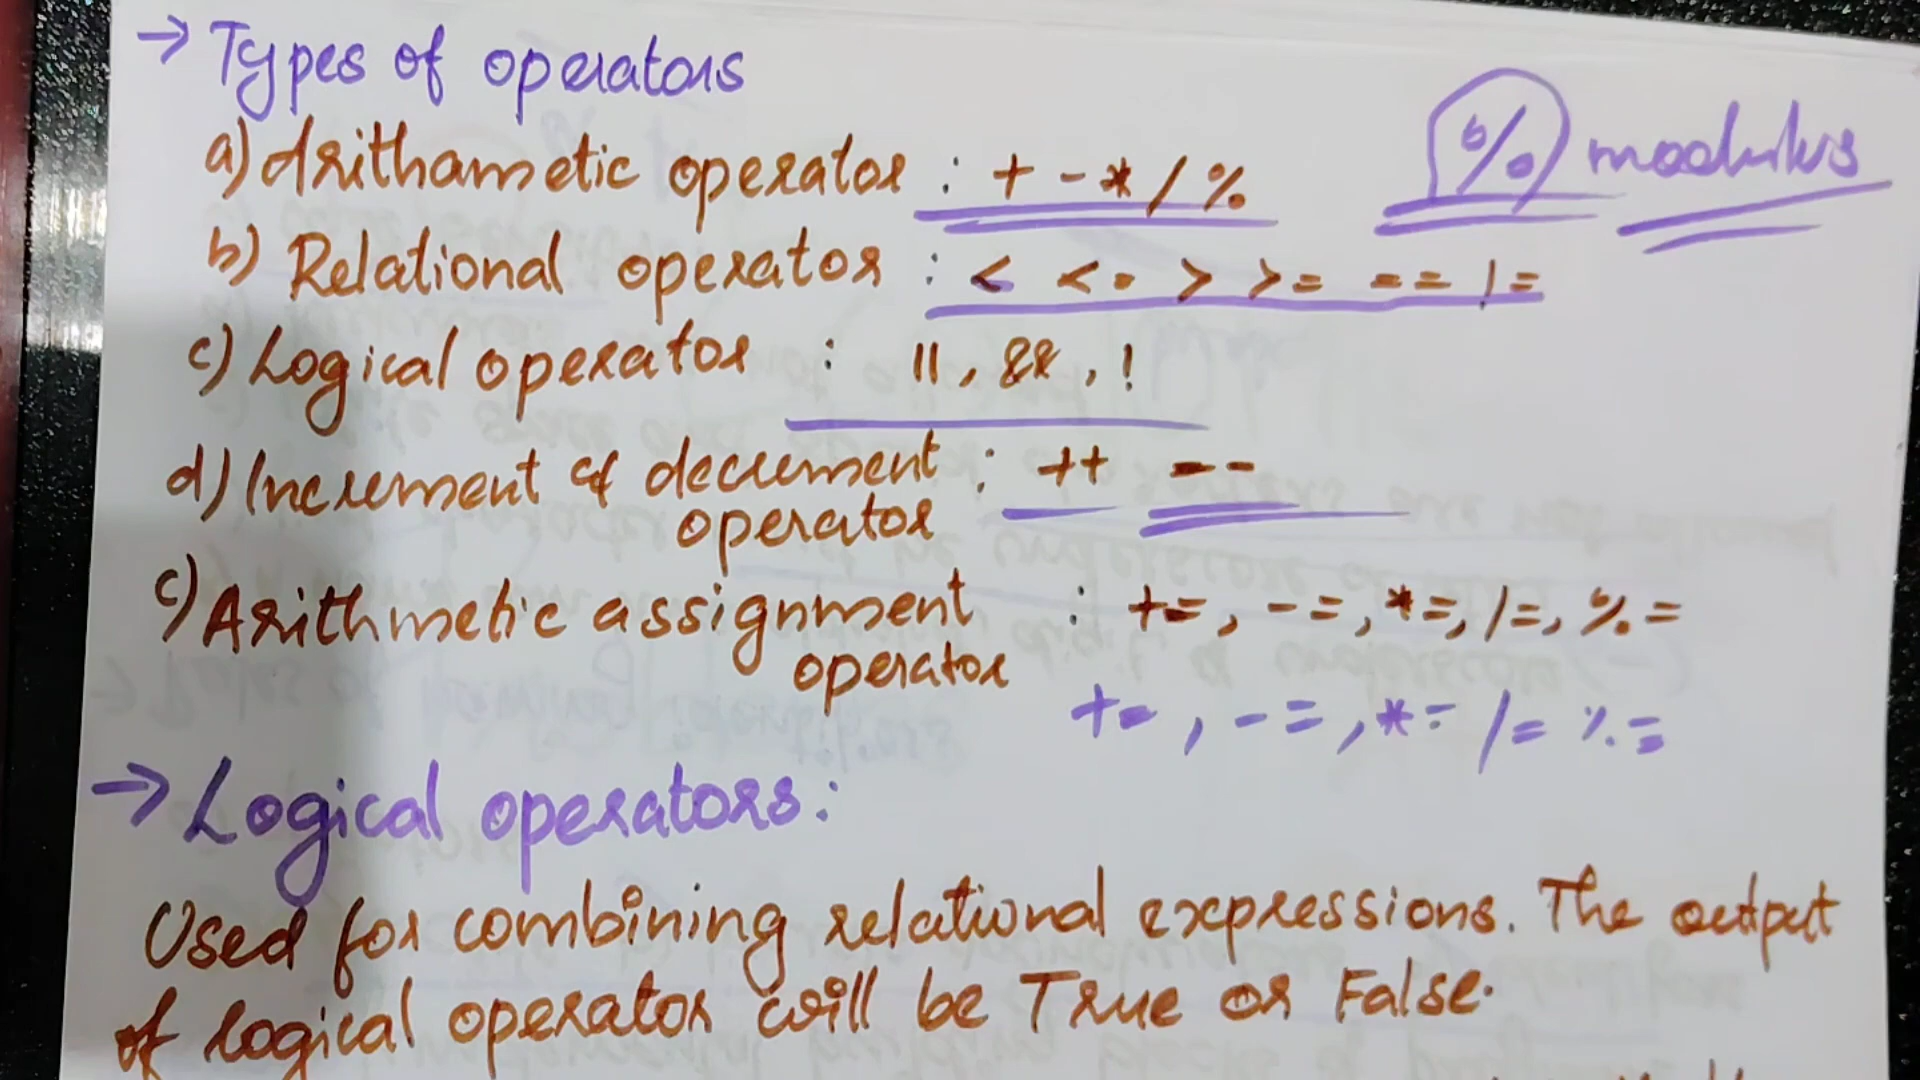 → Types of operators
a) Arithametic operator : + - * / %
% modulus
b) Relational operator : < <= > >= == !=
c) Logical operator : ||, &&, !
d) Increment & decrement : ++ --
operator
c) Arithmetic assignment : +=, -=, *=, /=, %=
operator
+=, -=, *= /= %=
→ Logical operators:
Used for combining relational expressions. The output
of logical operator will be True or False.